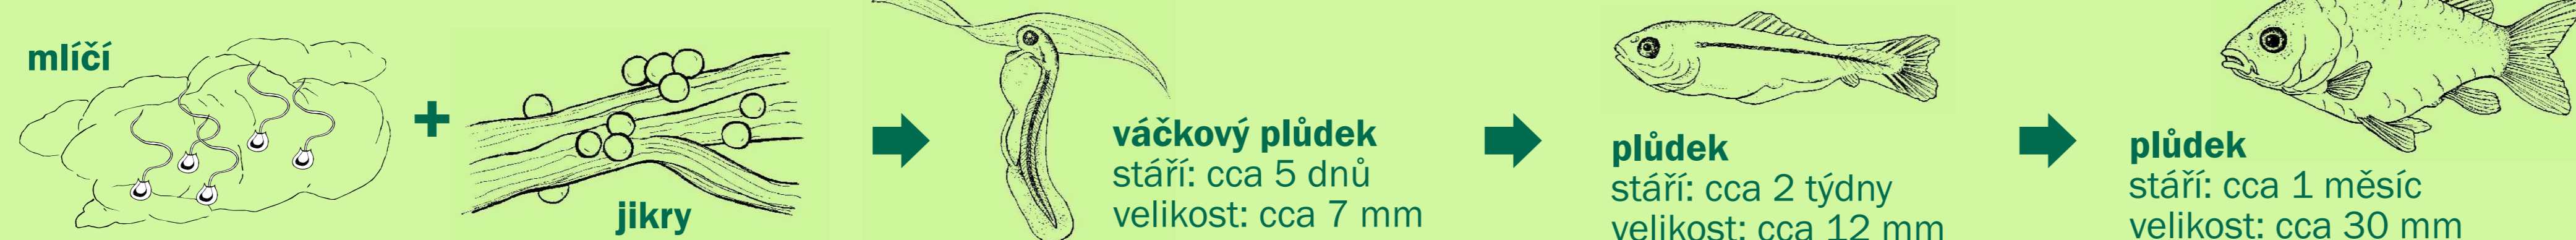 mlíčí
+
jikry
váčkový plůdek
stáří: cca 5 dnů
velikost: cca 7 mm
plůdek
stáří: cca 2 týdny
velikost: cca 12 mm
plůdek
stáří: cca 1 měsíc
velikost: cca 30 mm